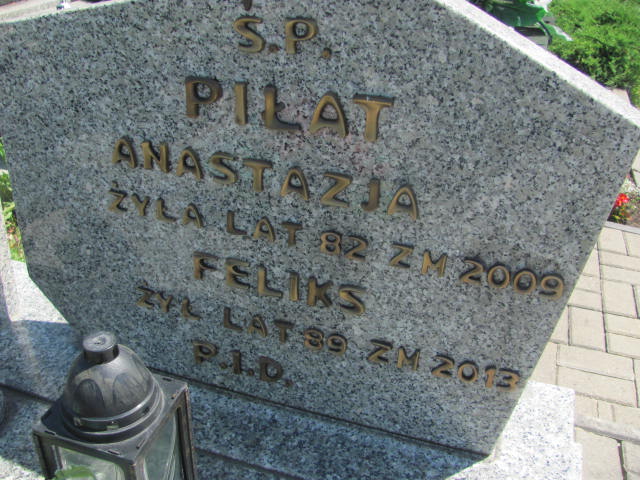 Ś.P.
PIŁAT
ANASTAZJA
ŻYŁA LAT 82 ZM 2009
FELIKS
ŻYŁ LAT 89 ZM 2013
P.I.D.